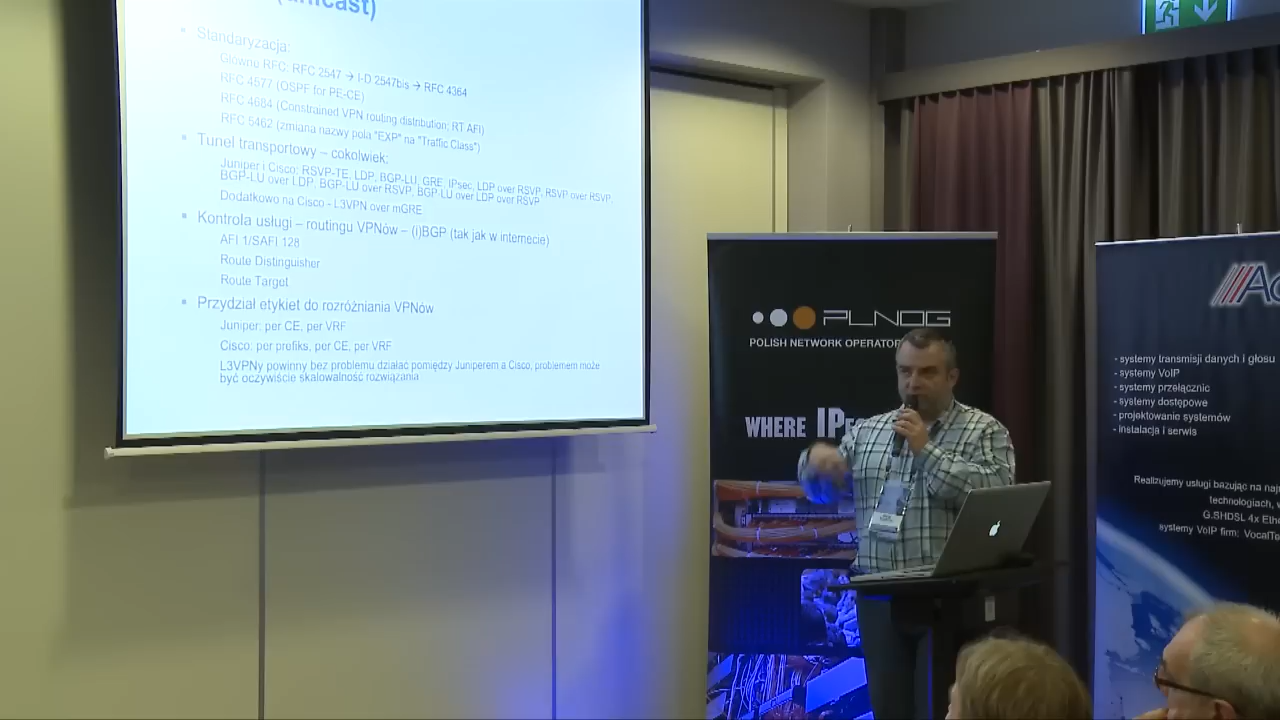 Standaryzacja:
Główne RFC: RFC 2547 → I-D 2547bis → RFC 4364
RFC 4577 (OSPF for PE-CE)
RFC 4684 (Constrained VPN routing distribution; RT AFI)
RFC 5462 (zmiana nazwy pola "EXP" na "Traffic Class")
Tunel transportowy – cokolwiek:
Juniper i Cisco: RSVP-TE, LDP, BGP-LU, GRE, IPsec, LDP over RSVP, RSVP over RSVP,
BGP-LU over LDP, BGP-LU over RSVP, BGP-LU over LDP over RSVP
Dodatkowo na Cisco - L3VPN over mGRE
Kontrola usługi – routingu VPNów – (i)BGP (tak jak w internecie)
AFI 1/SAFI 128
Route Distinguisher
Route Target
Przydział etykiet do rozróżniania VPNów
Juniper: per CE, per VRF
Cisco: per prefiks, per CE, per VRF
L3VPNy powinny bez problemu działać pomiędzy Juniperem a Cisco, problemem może
być oczywiście skalowalność rozwiązania
PLNOG
POLISH NETWORK OPERATOR
WHERE IP
- systemy transmisji danych i głosu
- systemy VoIP
- systemy przełącznic
- systemy dostępowe
- projektowanie systemów
- instalacja i serwis
Realizujemy usługi bazując na
technologiach,
G.SHDSL 4x
systemy VoIP firm: